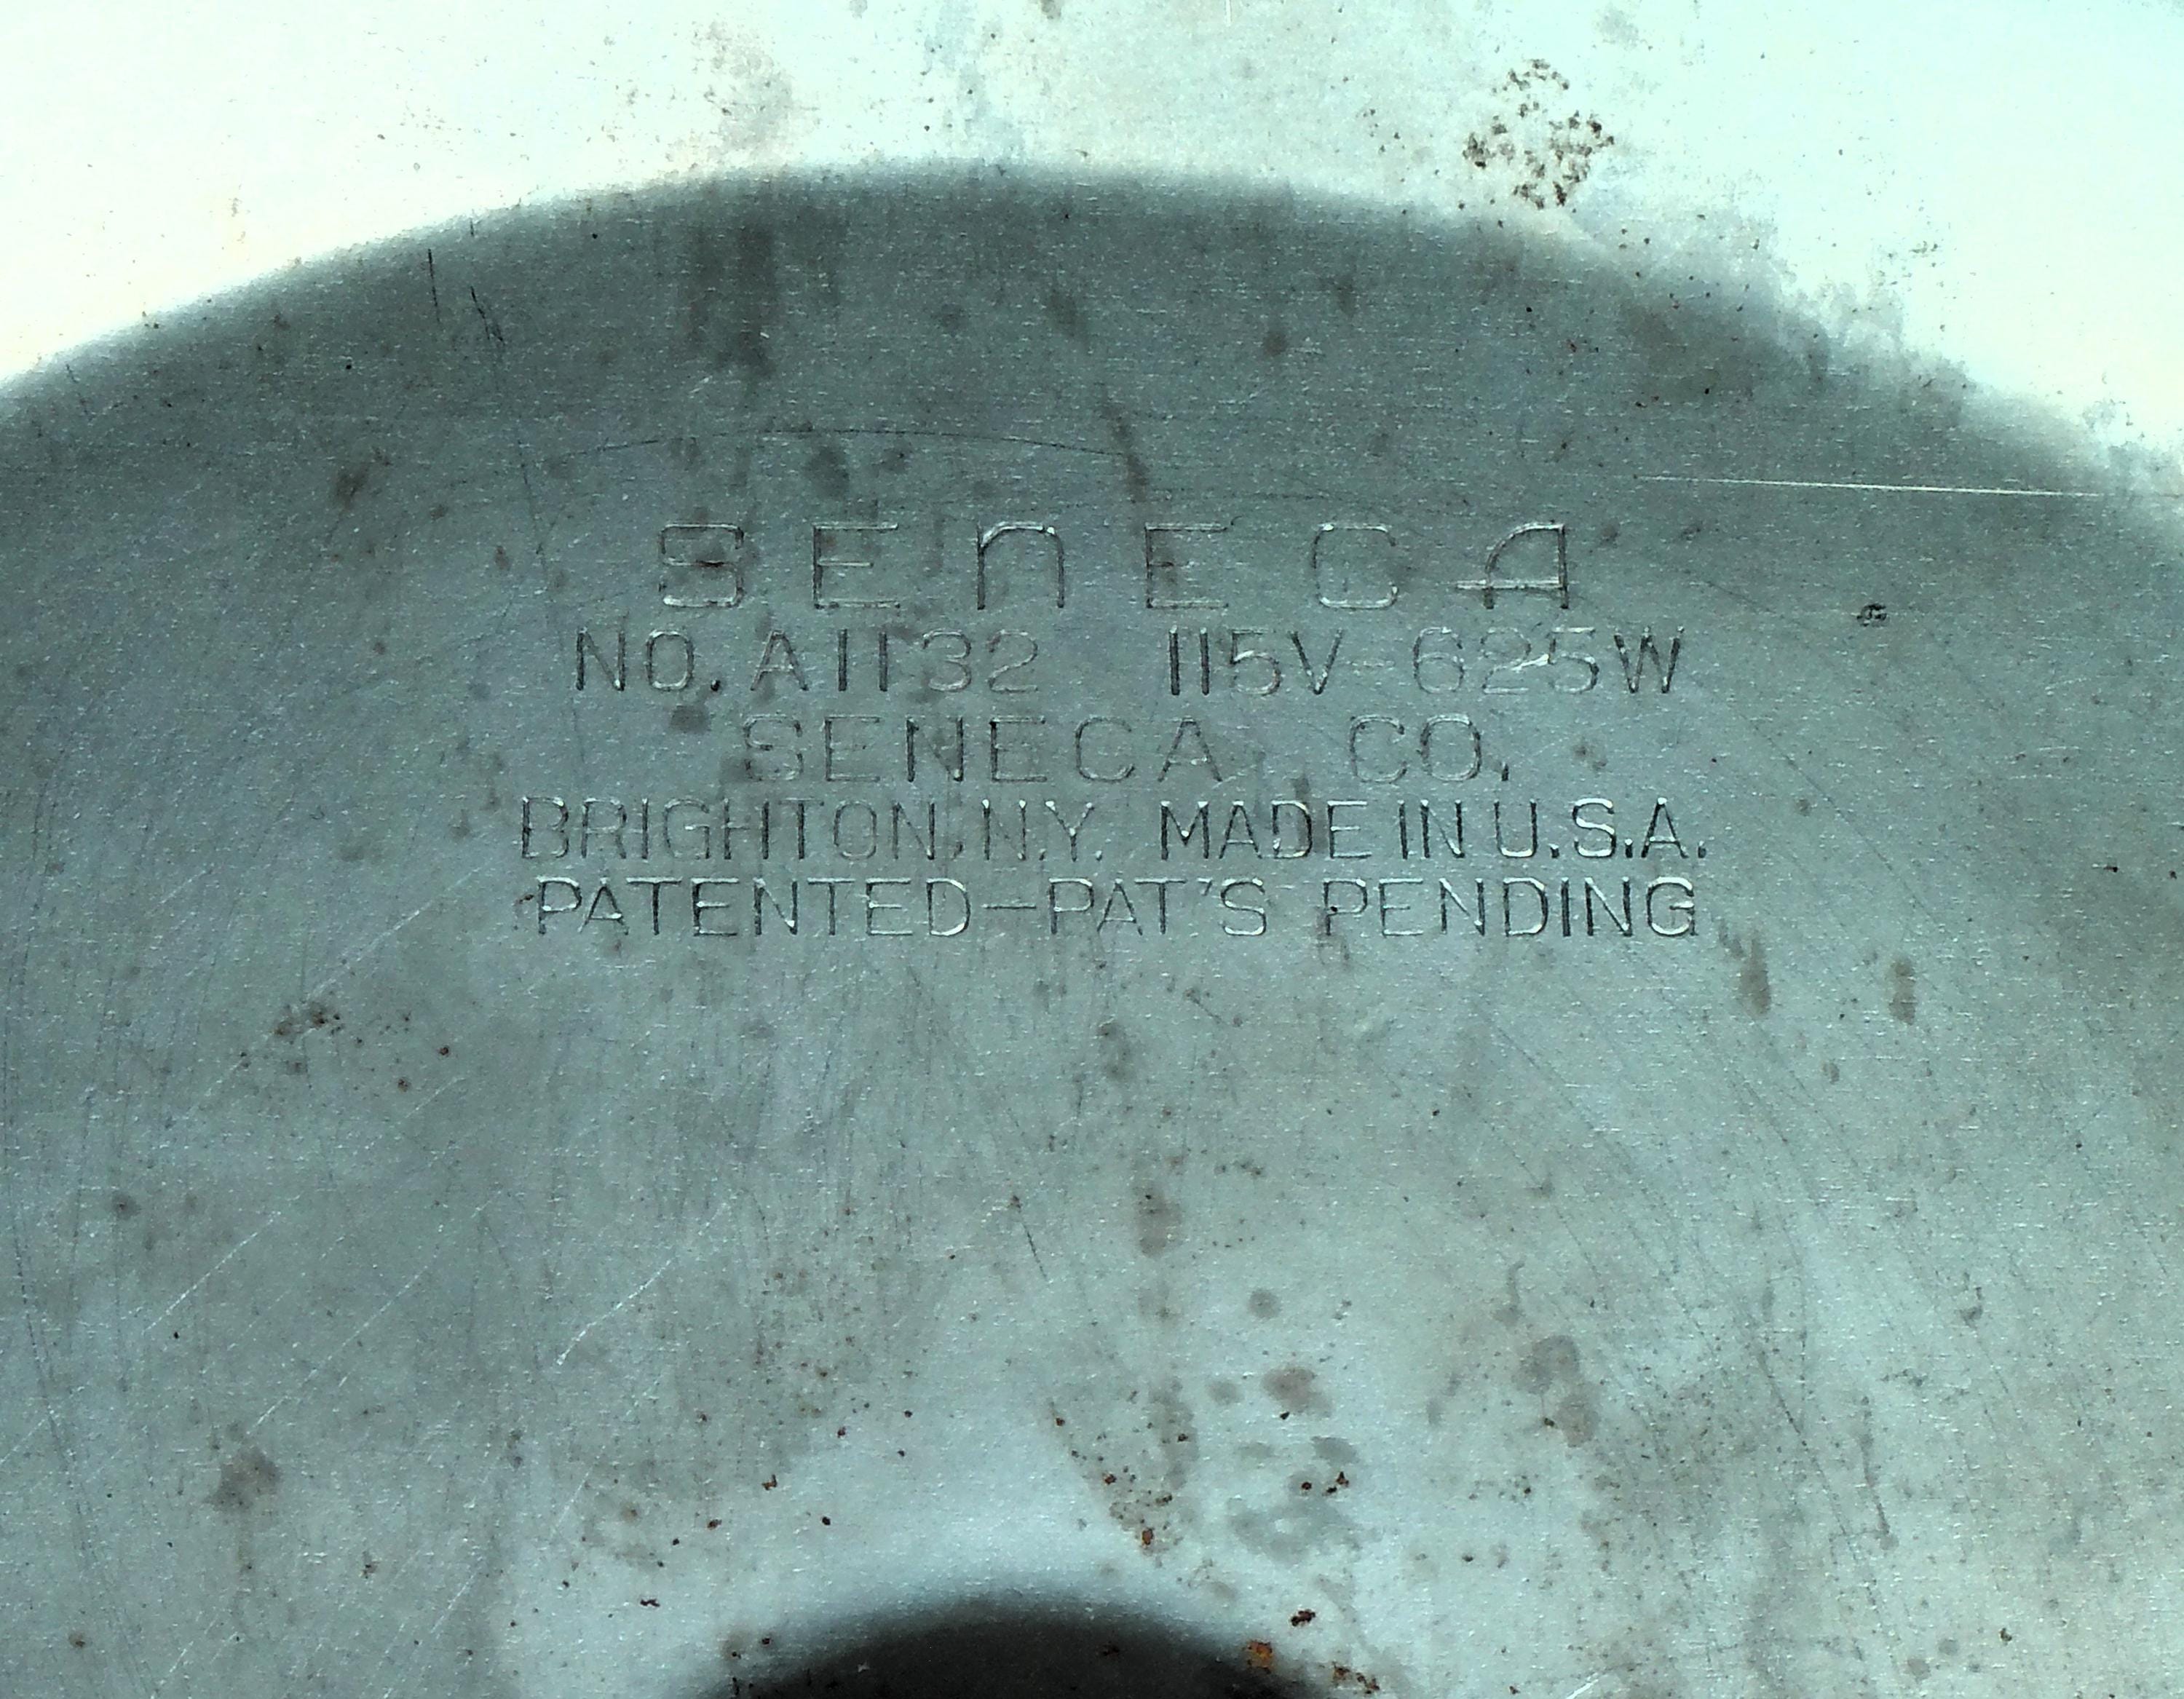 SEnECA
NO. A1132 115V-625W
SENECA CO.
BRIGHTON, N.Y. MADE IN U.S.A.
PATENTED-PAT'S PENDING